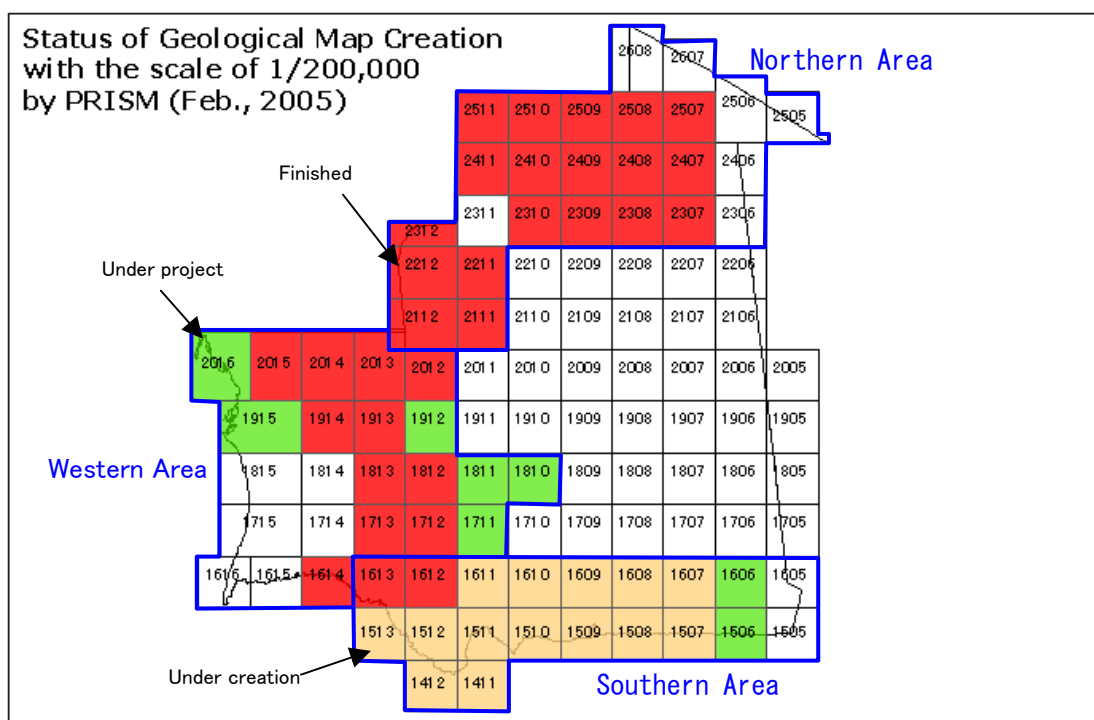 Status of Geological Map Creation
with the scale of 1/200,000
by PRISM (Feb., 2005)
Northern Area
2608 2607
2506 2505
2511 2510 2509 2508 2507
Finished
2411 2410 2409 2408 2407 2406
2311 2310 2309 2308 2307 2306
2312
Under project
2212 2211 2210 2209 2208 2207 2206
2112 2111 2110 2109 2108 2107 2106
2016 2015 2014 2013 2012 2011 2010 2009 2008 2007 2006 2005
1915 1914 1913 1912 1911 1910 1909 1908 1907 1906 1905
Western Area
1815 1814 1813 1812 1811 1810 1809 1808 1807 1806 1805
1715 1714 1713 1712 1711 1710 1709 1708 1707 1706 1705
1616 1615 1614 1613 1612 1611 1610 1609 1608 1607 1606 1605
1513 1512 1511 1510 1509 1508 1507 1506 1505
Under creation
1412 1411
Southern Area